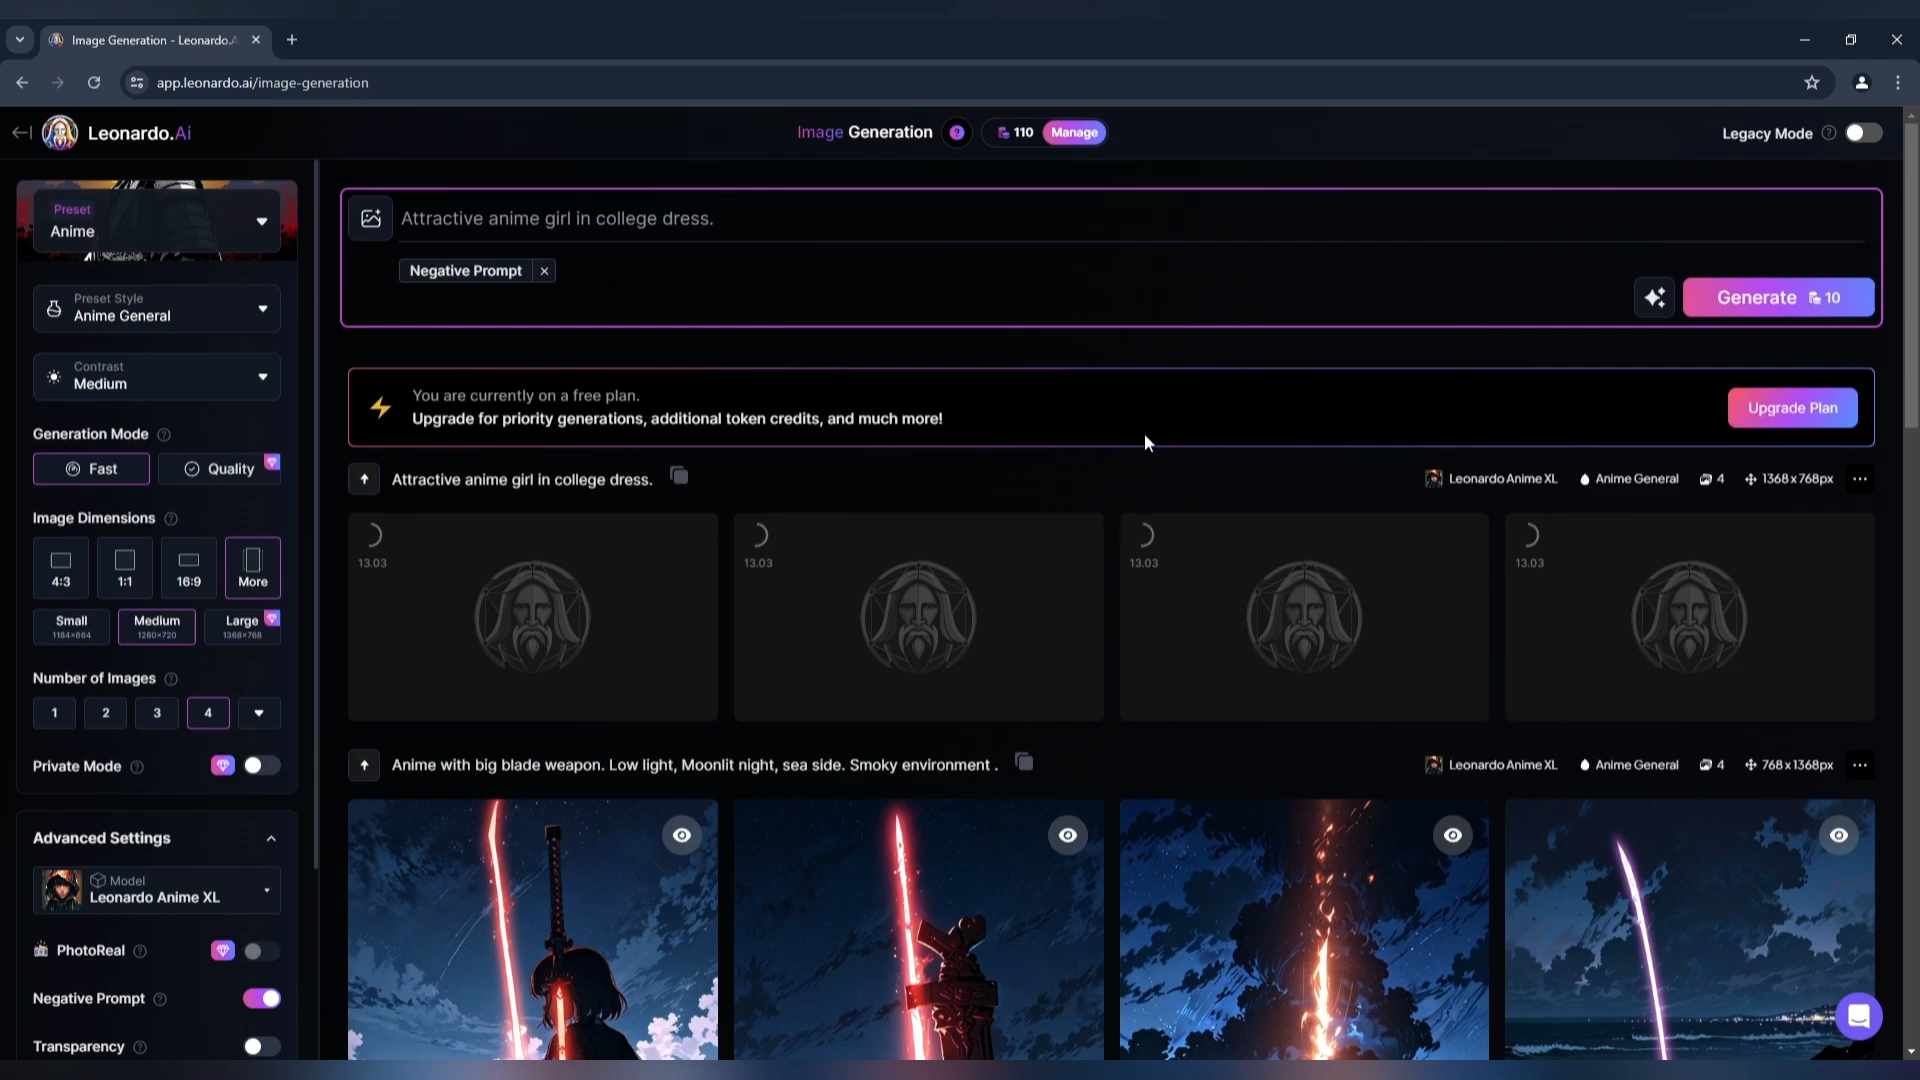 Image Generation - Leonardo.A
app.leonardo.ai/image-generation
Leonardo.Ai
Image Generation ? 110 Manage
Legacy Mode ?
Preset
Anime
Attractive anime girl in college dress.
Negative Prompt ×
Generate 10
Preset Style
Anime General
Contrast
Medium
You are currently on a free plan.
Upgrade for priority generations, additional token credits, and much more!
Upgrade Plan
Generation Mode ?
Fast Quality
Attractive anime girl in college dress.
Leonardo Anime XL Anime General 4 1368x768px ...
Image Dimensions ?
4:3 1:1 16:9 More
Small Medium Large
1184×664 1280×720 1368×768
13.03 13.03 13.03 13.03
Number of Images ?
1 2 3 4
Private Mode ?
Anime with big blade weapon. Low light, Moonlit night, sea side. Smoky environment .
Leonardo Anime XL Anime General 4 768x1368px ...
Advanced Settings
Model
Leonardo Anime XL
PhotoReal ?
Negative Prompt ?
Transparency ?